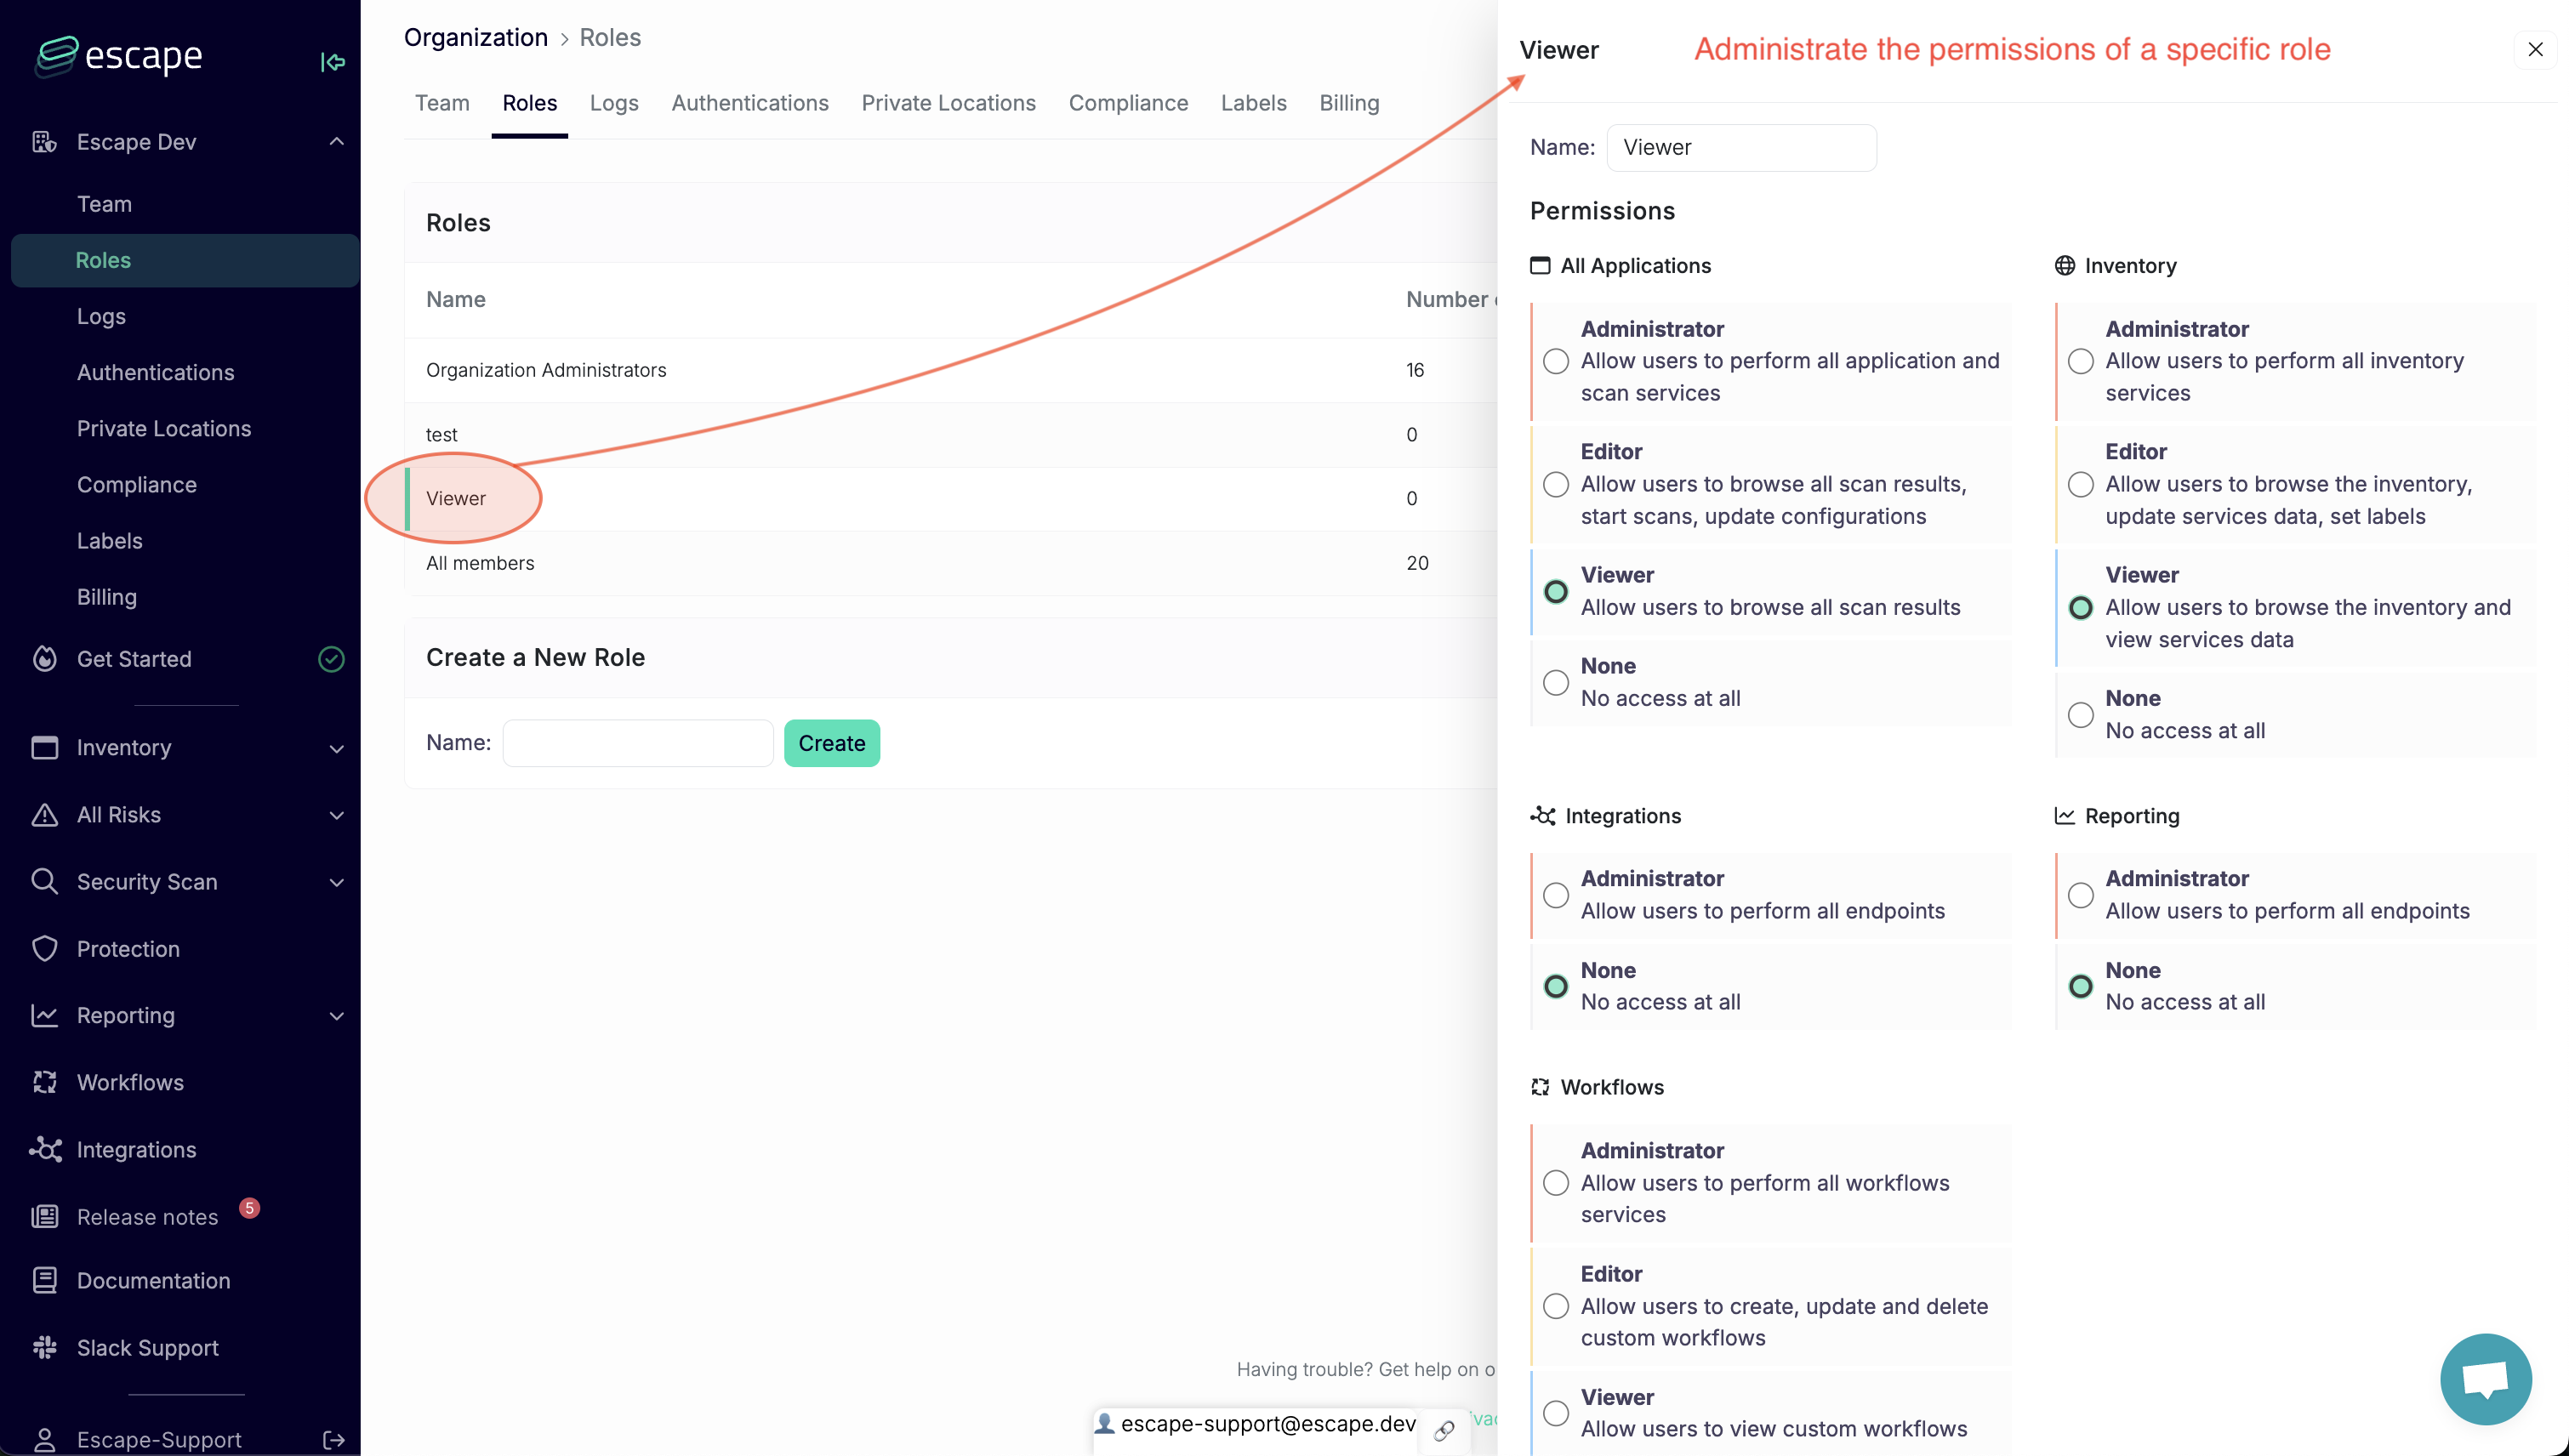 escape
Escape Dev
Team
Roles
Logs
Authentications
Private Locations
Compliance
Labels
Billing
Get Started
Inventory
All Risks
Security Scan
Protection
Reporting
Workflows
Integrations
Release notes 5
Documentation
Slack Support
Escape-Support
Organization > Roles
Team Roles Logs Authentications Private Locations Compliance Labels Billing
Roles
Name Number
Organization Administrators 16
test 0
Viewer 0
All members 20
Create a New Role
Name: Create
Having trouble? Get help on
escape-support@escape.dev
Viewer
Administrate the permissions of a specific role
Name: Viewer
Permissions
All Applications
Administrator
Allow users to perform all application and
scan services
Editor
Allow users to browse all scan results,
start scans, update configurations
Viewer
Allow users to browse all scan results
None
No access at all
Inventory
Administrator
Allow users to perform all inventory
services
Editor
Allow users to browse the inventory,
update services data, set labels
Viewer
Allow users to browse the inventory and
view services data
None
No access at all
Integrations
Administrator
Allow users to perform all endpoints
None
No access at all
Reporting
Administrator
Allow users to perform all endpoints
None
No access at all
Workflows
Administrator
Allow users to perform all workflows
services
Editor
Allow users to create, update and delete
custom workflows
Viewer
Allow users to view custom workflows